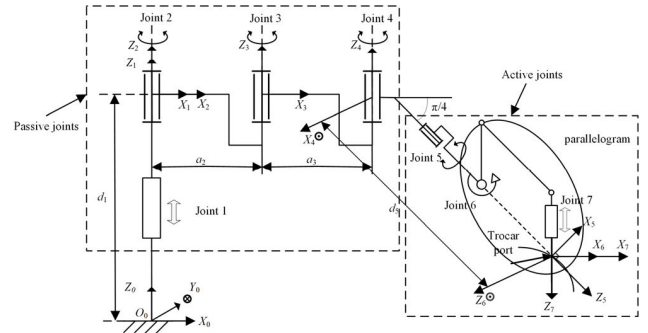 Joint 2
Joint 3
Joint 4
Z₂
Z₁
Z₃
Z₄
Active joints
X₁
X₂
X₃
π/4
Passive joints
X₄
parallelogram
Joint 5
a₂
a₃
d₁
Joint 1
Joint 6
Joint 7
d₅
X₅
Trocar
port
X₆
X₇
Z₀
Y₀
Z₆
Z₇
Z₅
O₀
X₀